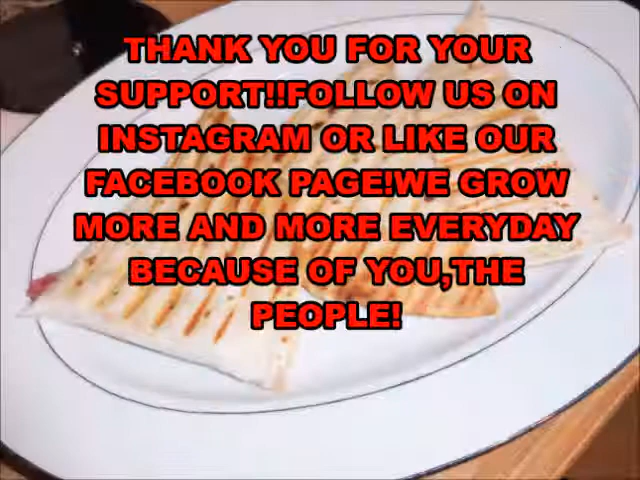 THANK YOU FOR YOUR
SUPPORT!!FOLLOW US ON
INSTAGRAM OR LIKE OUR
FACEBOOK PAGE!WE GROW
MORE AND MORE EVERYDAY
BECAUSE OF YOU,THE
PEOPLE!